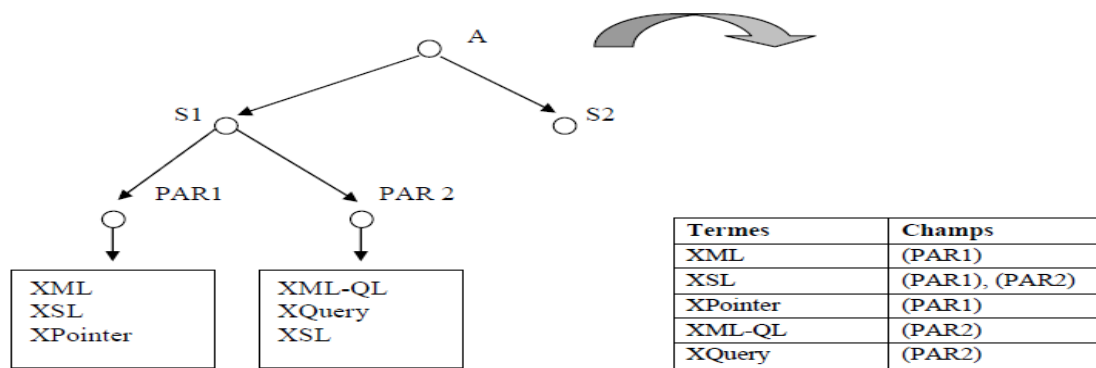 A
S1
S2
PAR1
PAR 2
XML
XSL
XPointer
XML-QL
XQuery
XSL
Termes Champs
XML (PAR1)
XSL (PAR1), (PAR2)
XPointer (PAR1)
XML-QL (PAR2)
XQuery (PAR2)